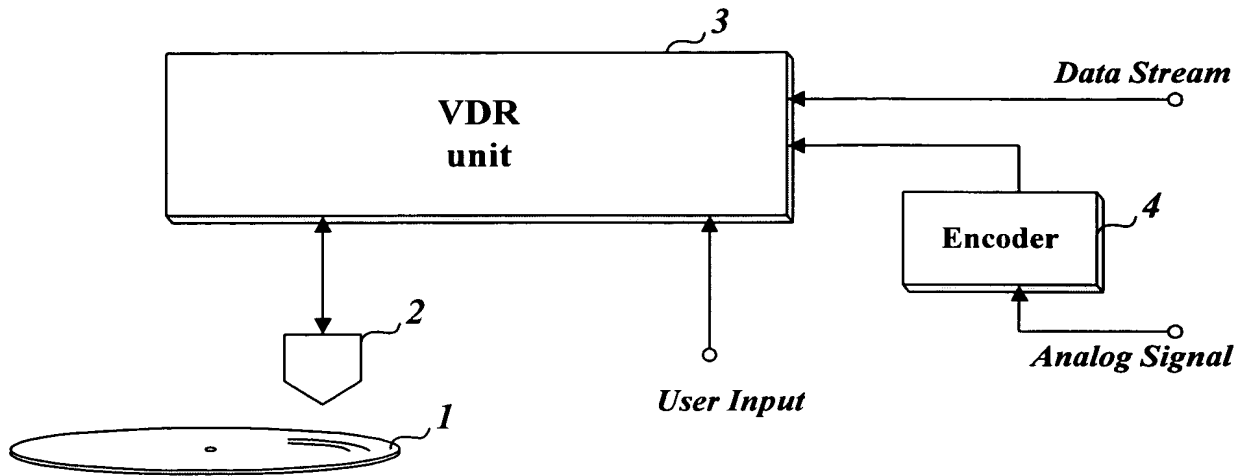 3
Data Stream
VDR
unit
4
Encoder
2
Analog Signal
User Input
1